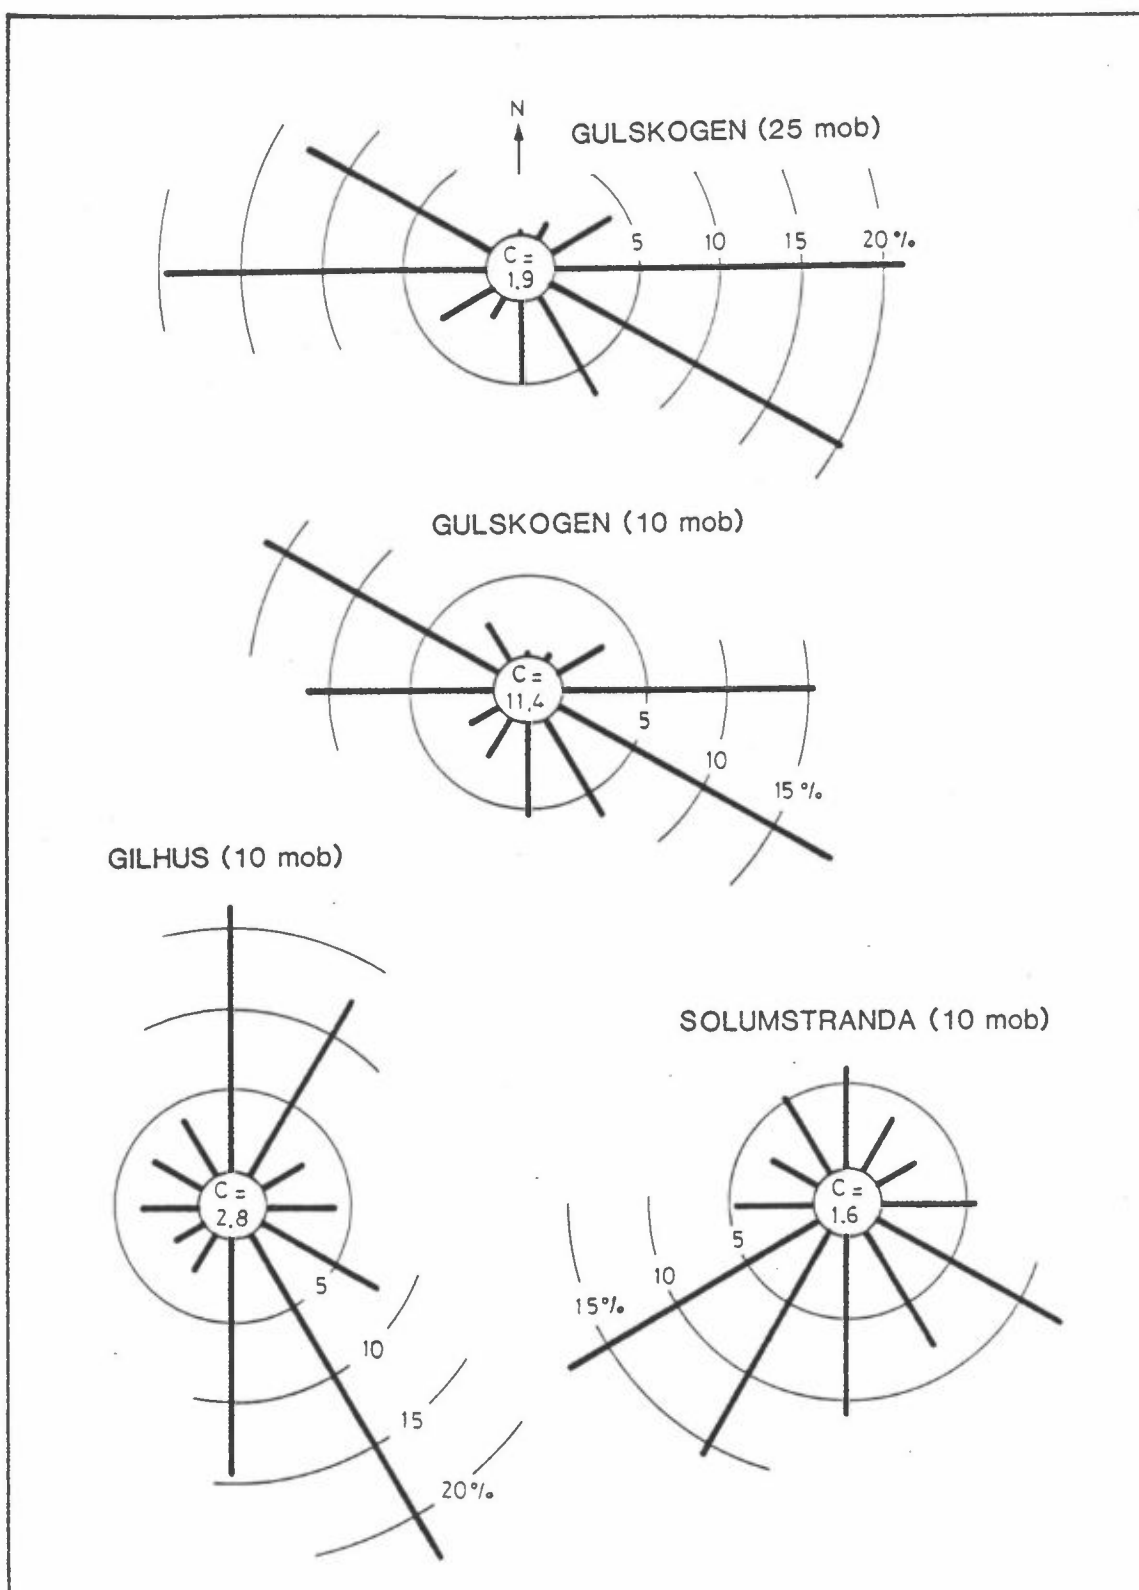 N
GULSKOGEN (25 mob)
5 10 15 20%
C =
1.9
GULSKOGEN (10 mob)
C =
11.4
5
10
15%
GILHUS (10 mob)
C =
2.8
5
10
15
20%
SOLUMSTRANDA (10 mob)
C =
1.6
5
10
15%